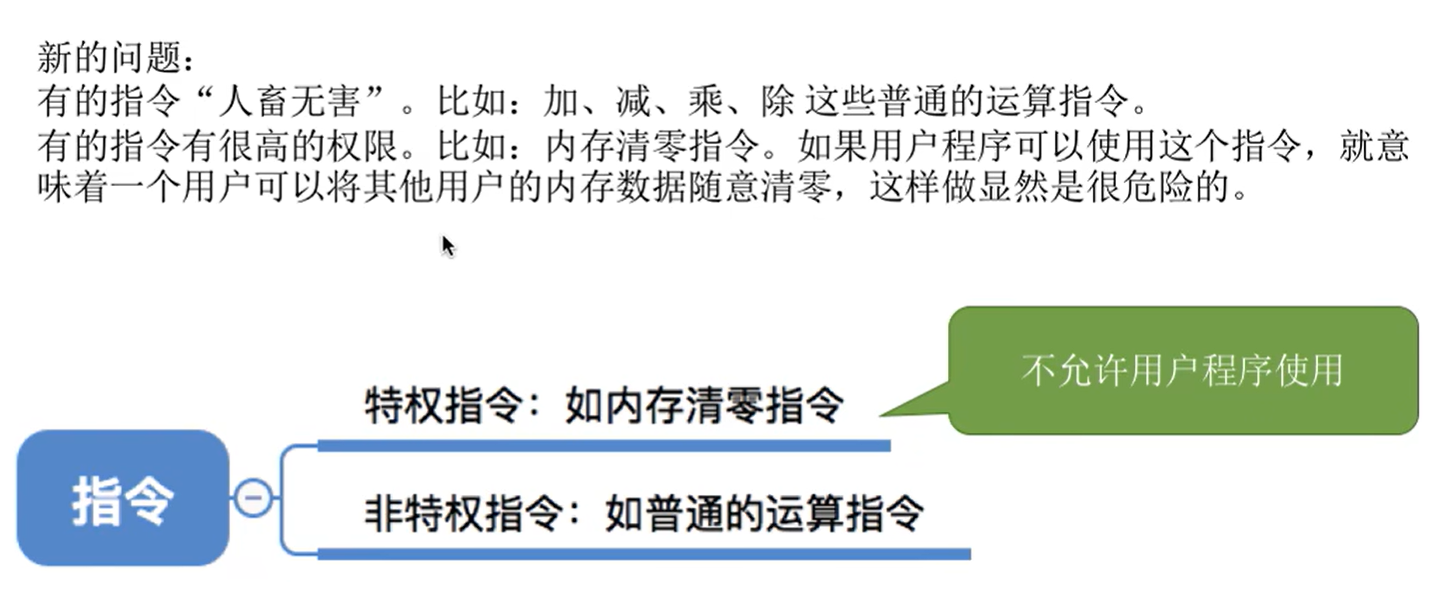 新的问题：
有的指令“人畜无害”。比如：加、减、乘、除 这些普通的运算指令。
有的指令有很高的权限。比如：内存清零指令。如果用户程序可以使用这个指令，就意
味着一个用户可以将其他用户的内存数据随意清零，这样做显然是很危险的。
不允许用户程序使用
特权指令：如内存清零指令
指令
非特权指令：如普通的运算指令